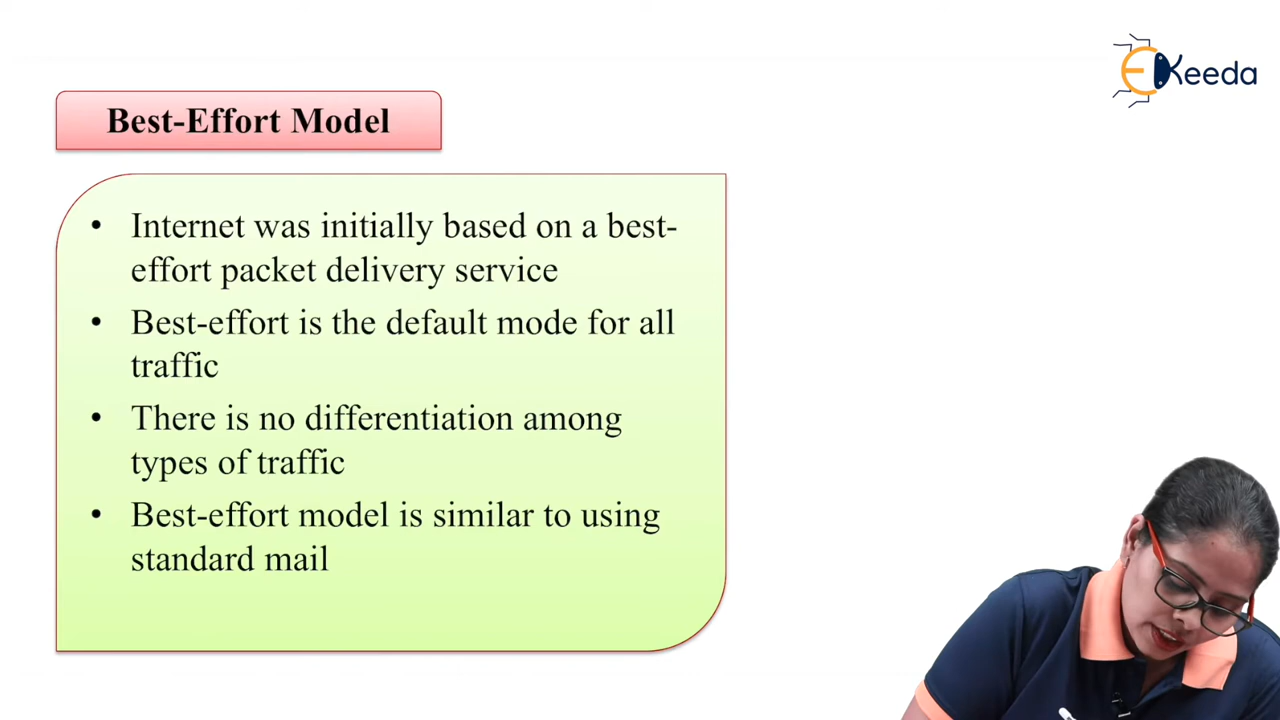 EKeeda
Best-Effort Model
• Internet was initially based on a best-
effort packet delivery service
• Best-effort is the default mode for all
traffic
• There is no differentiation among
types of traffic
• Best-effort model is similar to using
standard mail